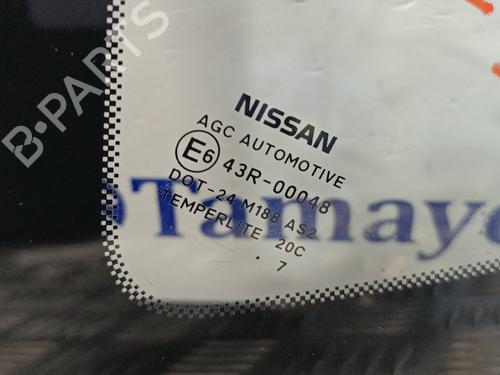 B-PARTS
NISSAN
AGC AUTOMOTIVE
E6 43R-00048
DOT-24 M188 AS2
TEMPERLITE 20C
. 7
Tamayo